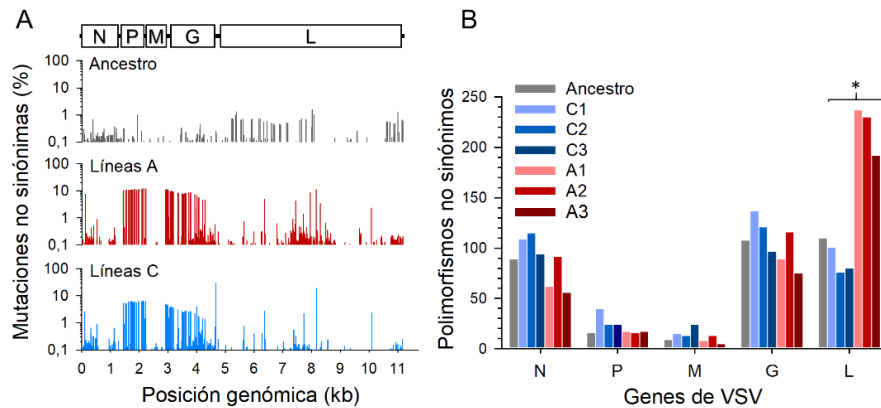 A
N P M G L
Ancestro
100
10
1
0,1
Líneas A
100
10
1
0,1
Líneas C
100
10
1
0,1
0 1 2 3 4 5 6 7 8 9 10 11
Mutaciones no sinónimas (%)
Posición genómica (kb)
B
Ancestro
C1
C2
C3
A1
A2
A3
*
250
200
150
100
50
0
N P M G L
Polimorfismos no sinónimos
Genes de VSV